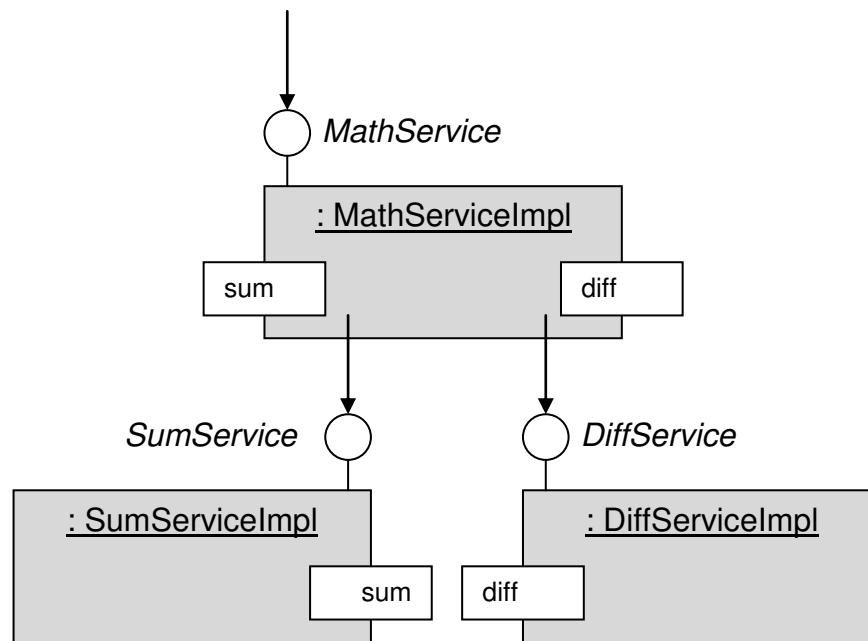 MathService
: MathServiceImpl
sum
diff
SumService
DiffService
: SumServiceImpl
: DiffServiceImpl
sum
diff